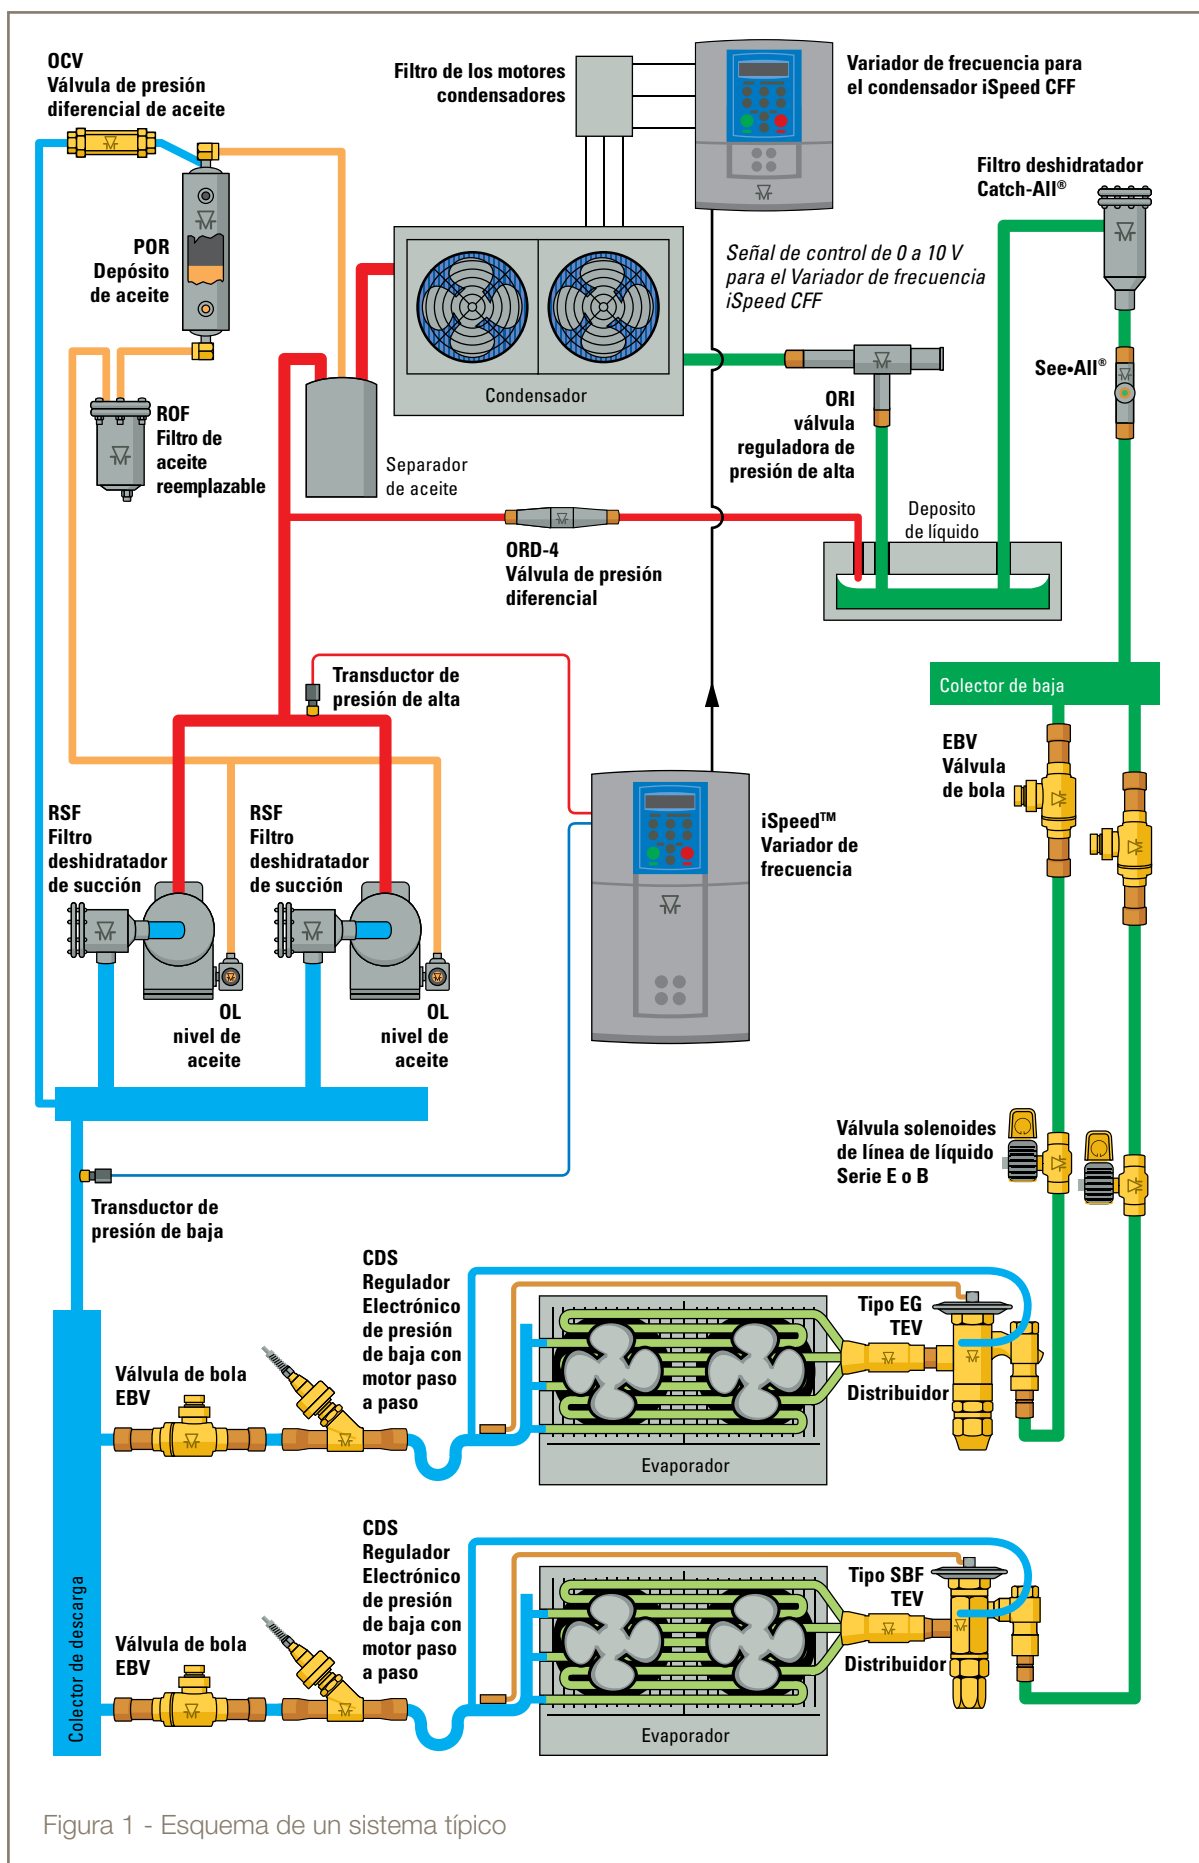 OCV
Válvula de presión
diferencial de aceite
Filtro de los motores
condensadores
Variador de frecuencia para
el condensador iSpeed CFF
Filtro deshidratador
Catch-All®
POR
Depósito
de aceite
Señal de control de 0 a 10 V
para el Variador de frecuencia
iSpeed CFF
Condensador
See•All®
ORI
válvula
reguladora de
presión de alta
ROF
Filtro de
aceite
reemplazable
Separador
de aceite
Deposito
de líquido
ORD-4
Válvula de presión
diferencial
Transductor de
presión de alta
Colector de baja
EBV
Válvula
de bola
RSF
Filtro
deshidratador
de succión
RSF
Filtro
deshidratador
de succión
iSpeed™
Variador de
frecuencia
OL
nivel de
aceite
OL
nivel de
aceite
Válvula solenoides
de línea de líquido
Serie E o B
Transductor de
presión de baja
CDS
Regulador
Electrónico
de presión
de baja con
motor paso
a paso
Tipo EG
TEV
Válvula de bola
EBV
Distribuidor
Evaporador
CDS
Regulador
Electrónico
de presión
de baja con
motor paso
a paso
Tipo SBF
TEV
Válvula de bola
EBV
Distribuidor
Evaporador
Colector de descarga
Figura 1 - Esquema de un sistema típico